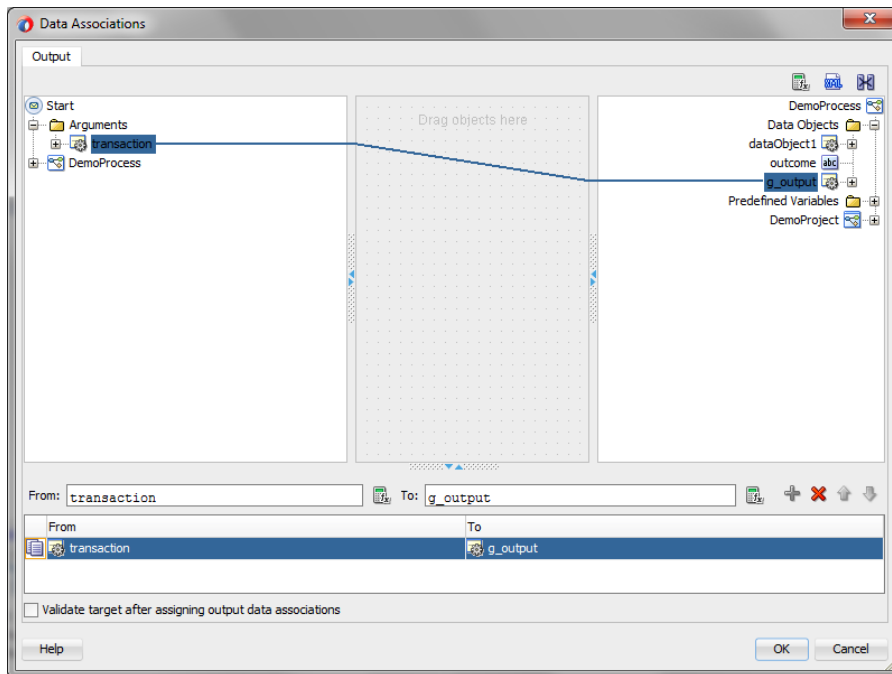 Data Associations
Output
Start
Arguments
transaction
DemoProcess
Drag objects here
DemoProcess
Data Objects
dataObject1
outcome abc
g_output
Predefined Variables
DemoProject
From: transaction To: g_output
From To
transaction g_output
Validate target after assigning output data associations
Help OK Cancel